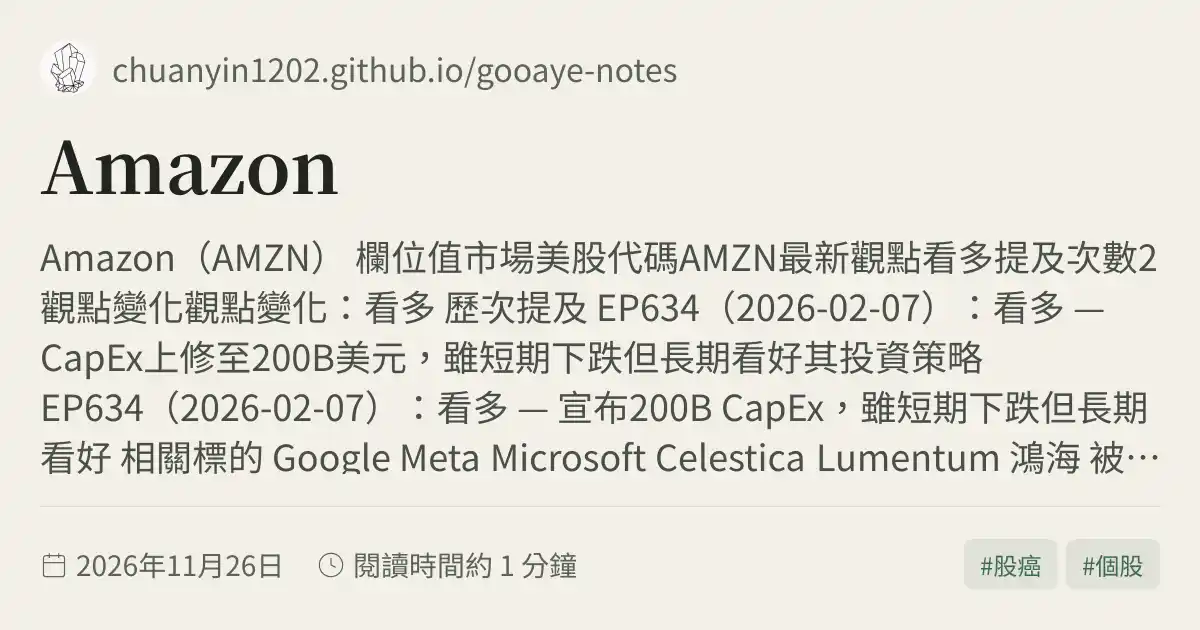 chuanyin1202.github.io/gooaye-notes
Amazon
Amazon（AMZN） 欄位值市場美股代碼AMZN最新觀點看多提及次數2
觀點變化觀點變化：看多 歷次提及 EP634（2026-02-07）：看多 —
CapEx上修至200B美元，雖短期下跌但長期看好其投資策略
EP634（2026-02-07）：看多 — 宣布200B CapEx，雖短期下跌但長期
看好 相關標的 Google Meta Microsoft Celestica Lumentum 鴻海 被…
2026年11月26日 閱讀時間約 1 分鐘 #股癌 #個股